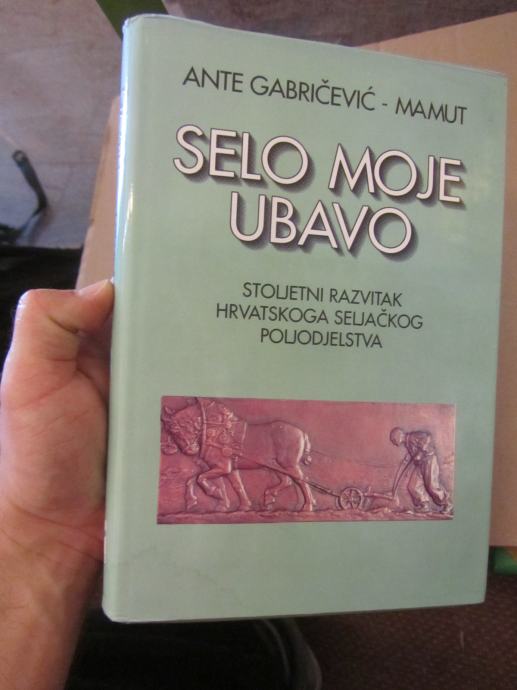 ANTE GABRIČEVIĆ - MAMUT
SELO MOJE
UBAVO
STOLJETNI RAZVITAK
HRVATSKOGA SELJAČKOG
POLJODJELSTVA